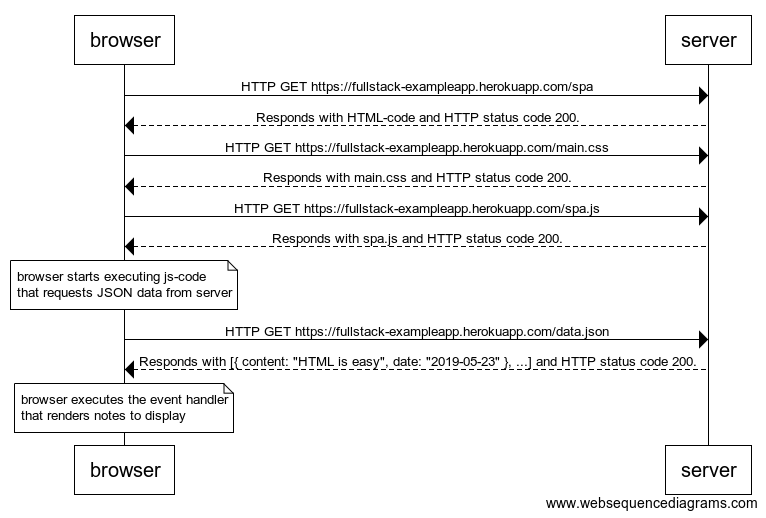 browser
server
HTTP GET https://fullstack-exampleapp.herokuapp.com/spa
Responds with HTML-code and HTTP status code 200.
HTTP GET https://fullstack-exampleapp.herokuapp.com/main.css
Responds with main.css and HTTP status code 200.
HTTP GET https://fullstack-exampleapp.herokuapp.com/spa.js
Responds with spa.js and HTTP status code 200.
browser starts executing js-code
that requests JSON data from server
HTTP GET https://fullstack-exampleapp.herokuapp.com/data.json
Responds with [{ content: "HTML is easy", date: "2019-05-23" }, ...] and HTTP status code 200.
browser executes the event handler
that renders notes to display
browser
server
www.websequencediagrams.com